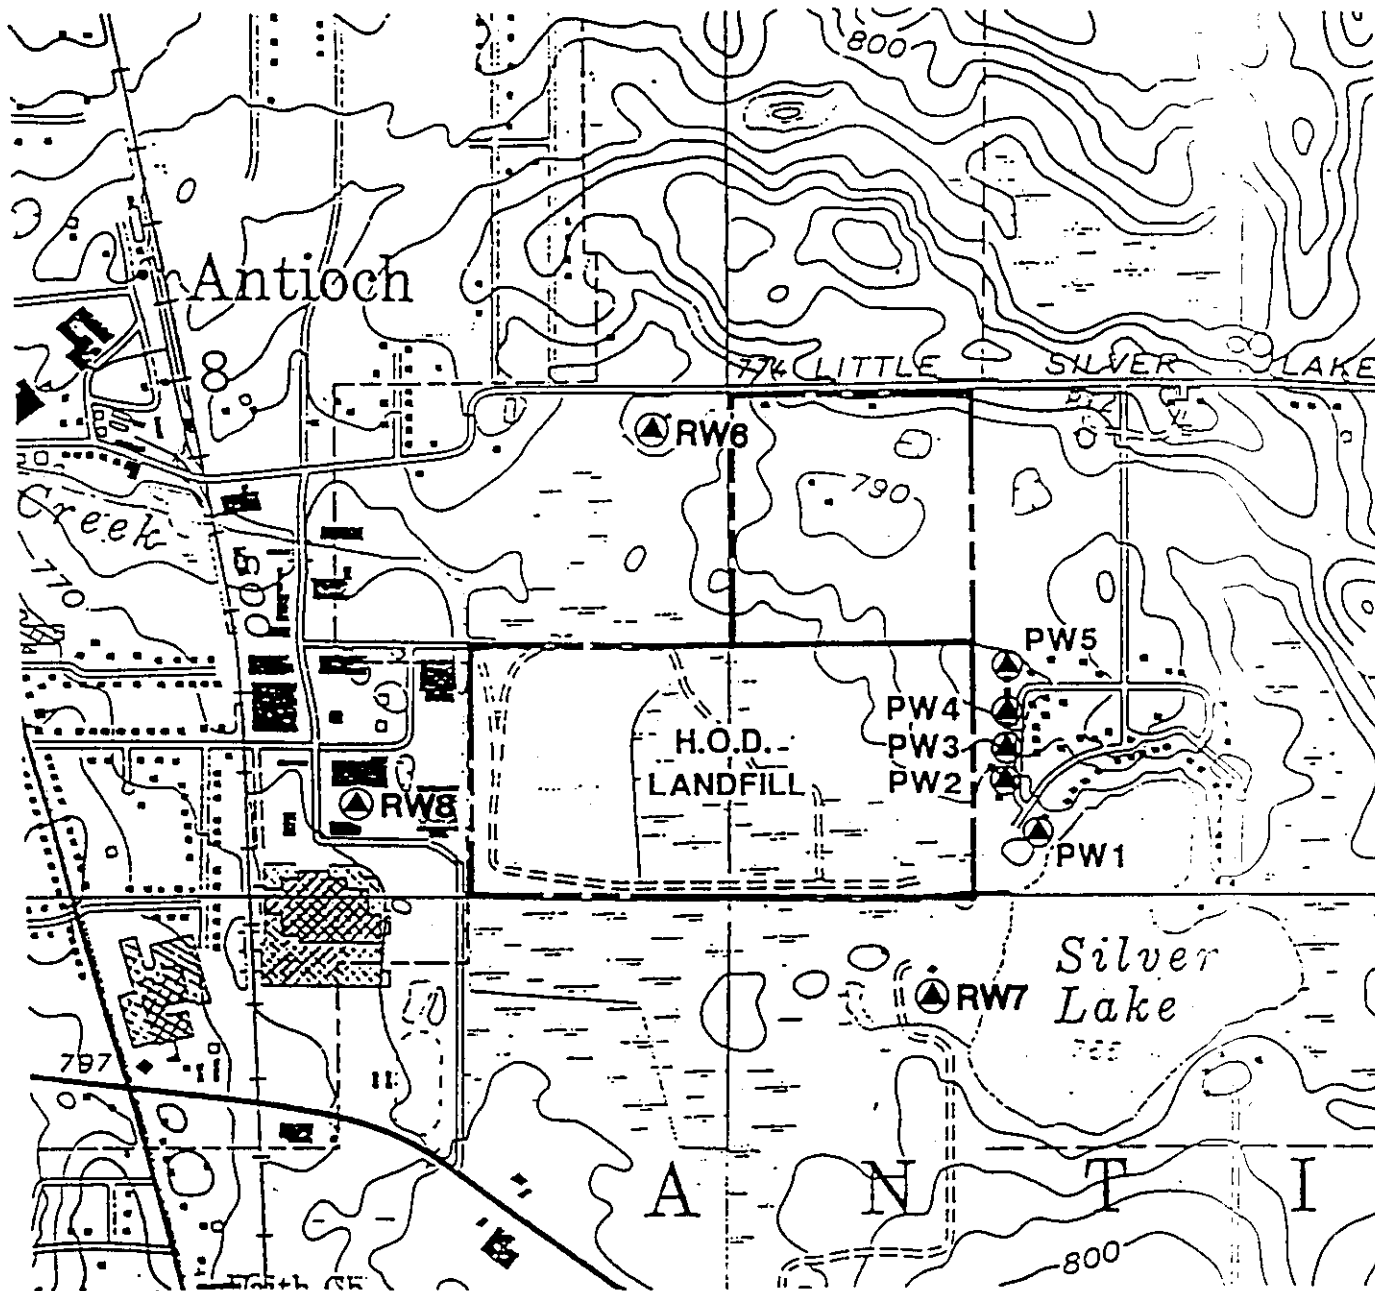 800
Antioch
774 LITTLE SILVER LAKE
RW6
790
Creek
770
500
PW5
PW4
PW3
PW2
H.O.D.
LANDFILL
RW8
PW1
Silver
Lake
RW7
797
A N T I
800